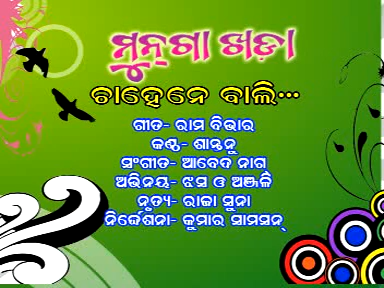 ମୁନ୍‌ଗା ଖଡ଼ା
ଚାହେନେ ବାଲି...
ଗୀତ- ରାମ ବିଭାର
କଣ୍ଠ- ଶାନ୍ତନୁ
ସଂଗୀତ- ଆବେଦ ନାଗ
ଅଭିନୟ- ଝସ ଓ ଅଞ୍ଜଳି
ନୃତ୍ୟ- ରାଜା ସୁନା
ନିର୍ଦ୍ଦେଶନା- କୁମାର ସାମସନ୍